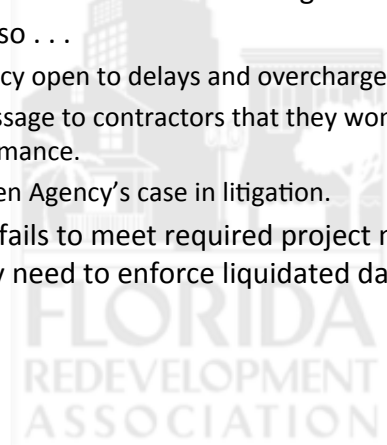 so . . .
cy open to delays and overcharge
ssage to contractors that they won
mance.
en Agency's case in litigation.
fails to meet required project n
y need to enforce liquidated da
FLORIDA
REDEVELOPMENT
ASSOCIATION